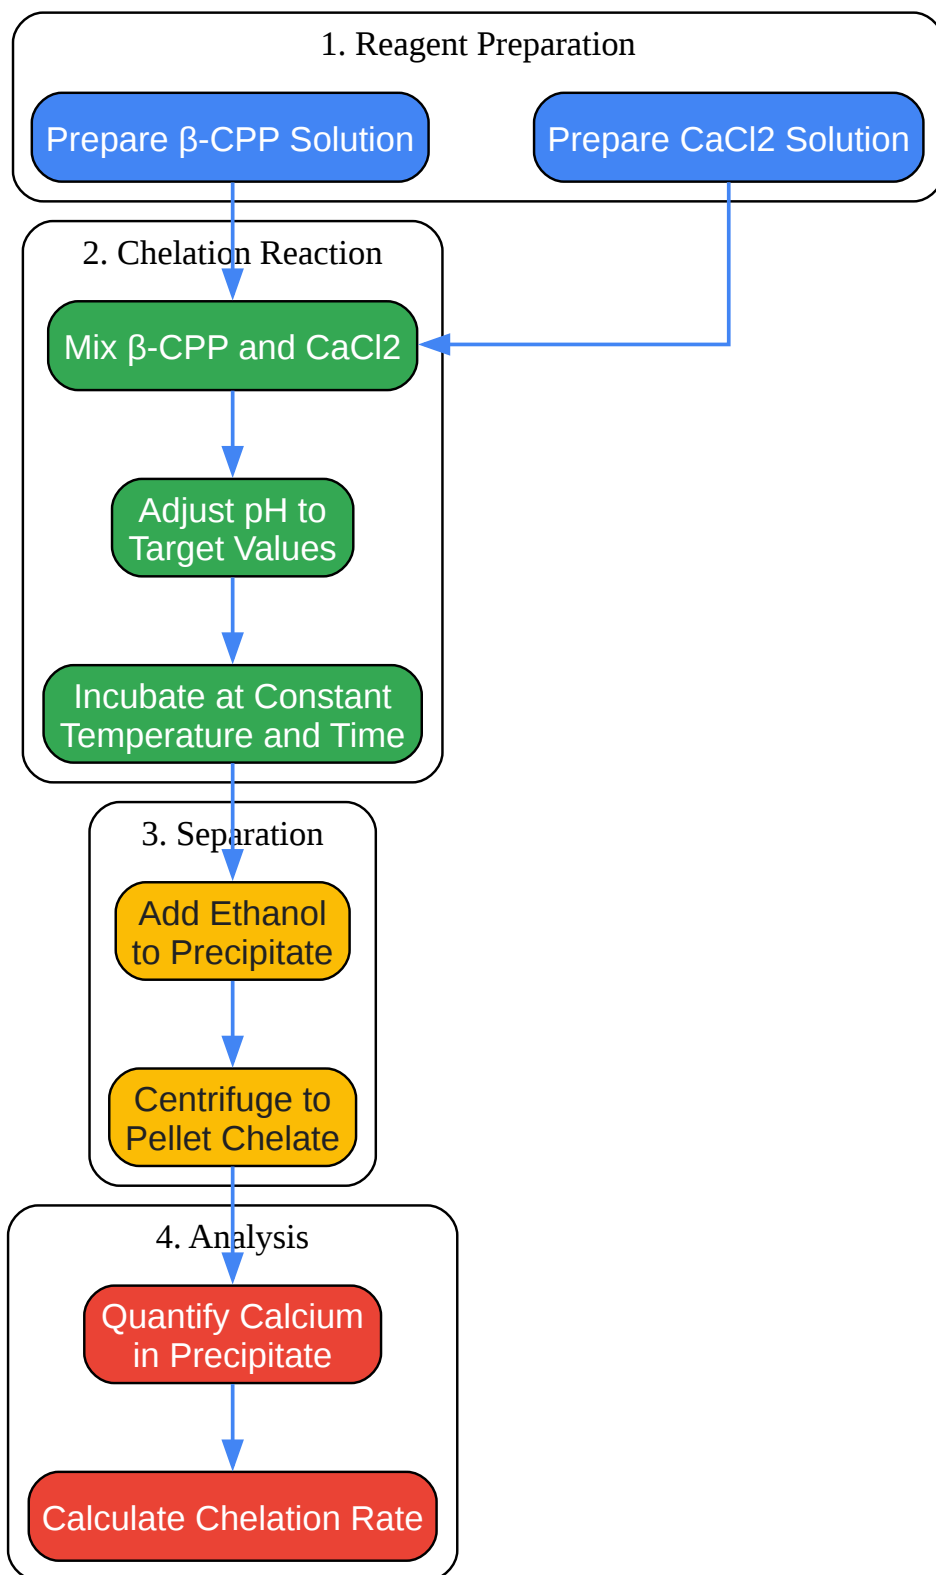 1. Reagent Preparation
Prepare β-CPP Solution
Prepare CaCl2 Solution
2. Chelation Reaction
Mix β-CPP and CaCl2
Adjust pH to
Target Values
Incubate at Constant
Temperature and Time
3. Separation
Add Ethanol
to Precipitate
Centrifuge to
Pellet Chelate
4. Analysis
Quantify Calcium
in Precipitate
Calculate Chelation Rate